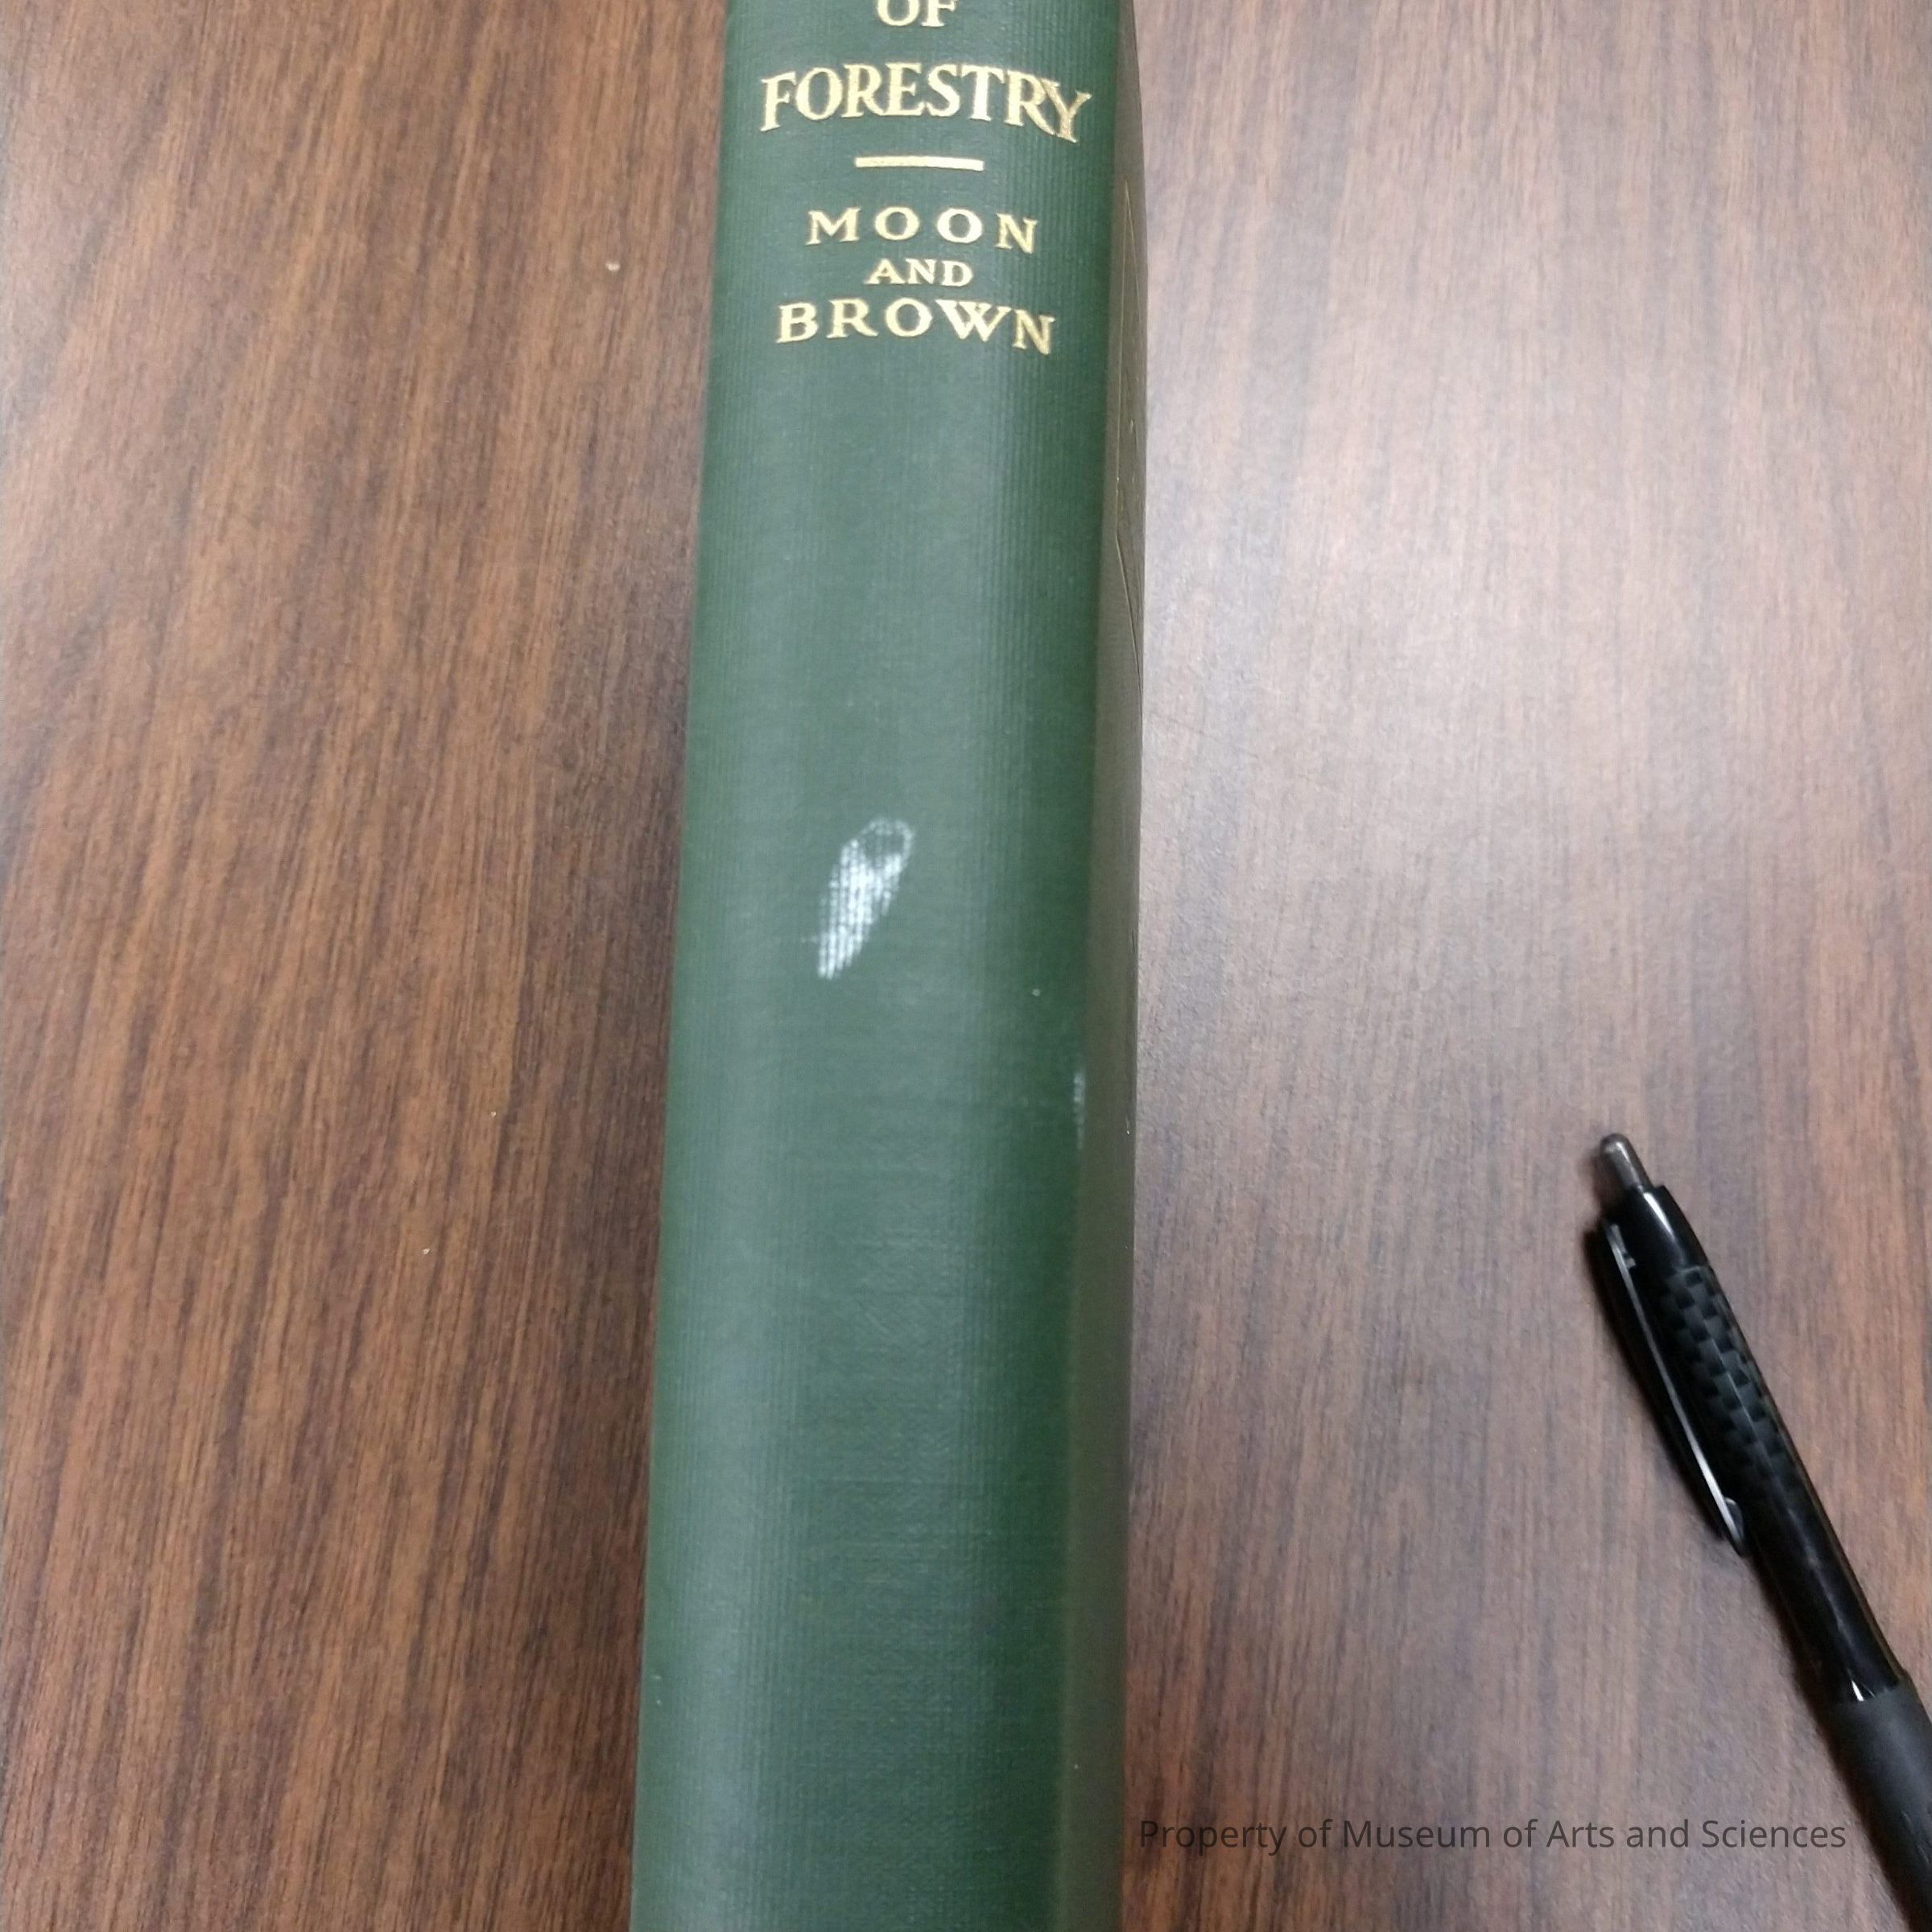 OF
FORESTRY
MOON
AND
BROWN
Property of Museum of Arts and Sciences